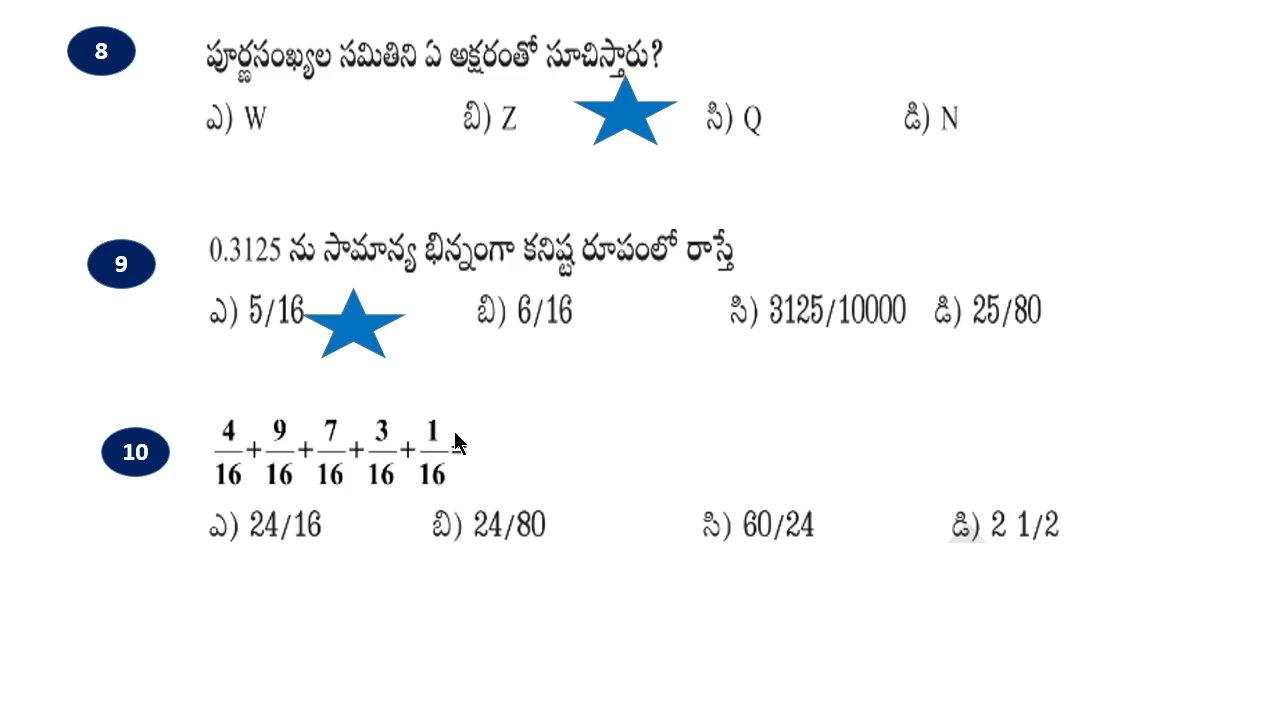 8 పూర్ణసంఖ్యల సమితిని ఏ అక్షరంతో సూచిస్తారు?
ఎ) W బి) Z సి) Q డి) N
9 0.3125 ను సామాన్య భిన్నంగా కనిష్ట రూపంలో రాస్తే
ఎ) 5/16 బి) 6/16 సి) 3125/10000 డి) 25/80
10 4/16 + 9/16 + 7/16 + 3/16 + 1/16 =
ఎ) 24/16 బి) 24/80 సి) 60/24 డి) 2 1/2